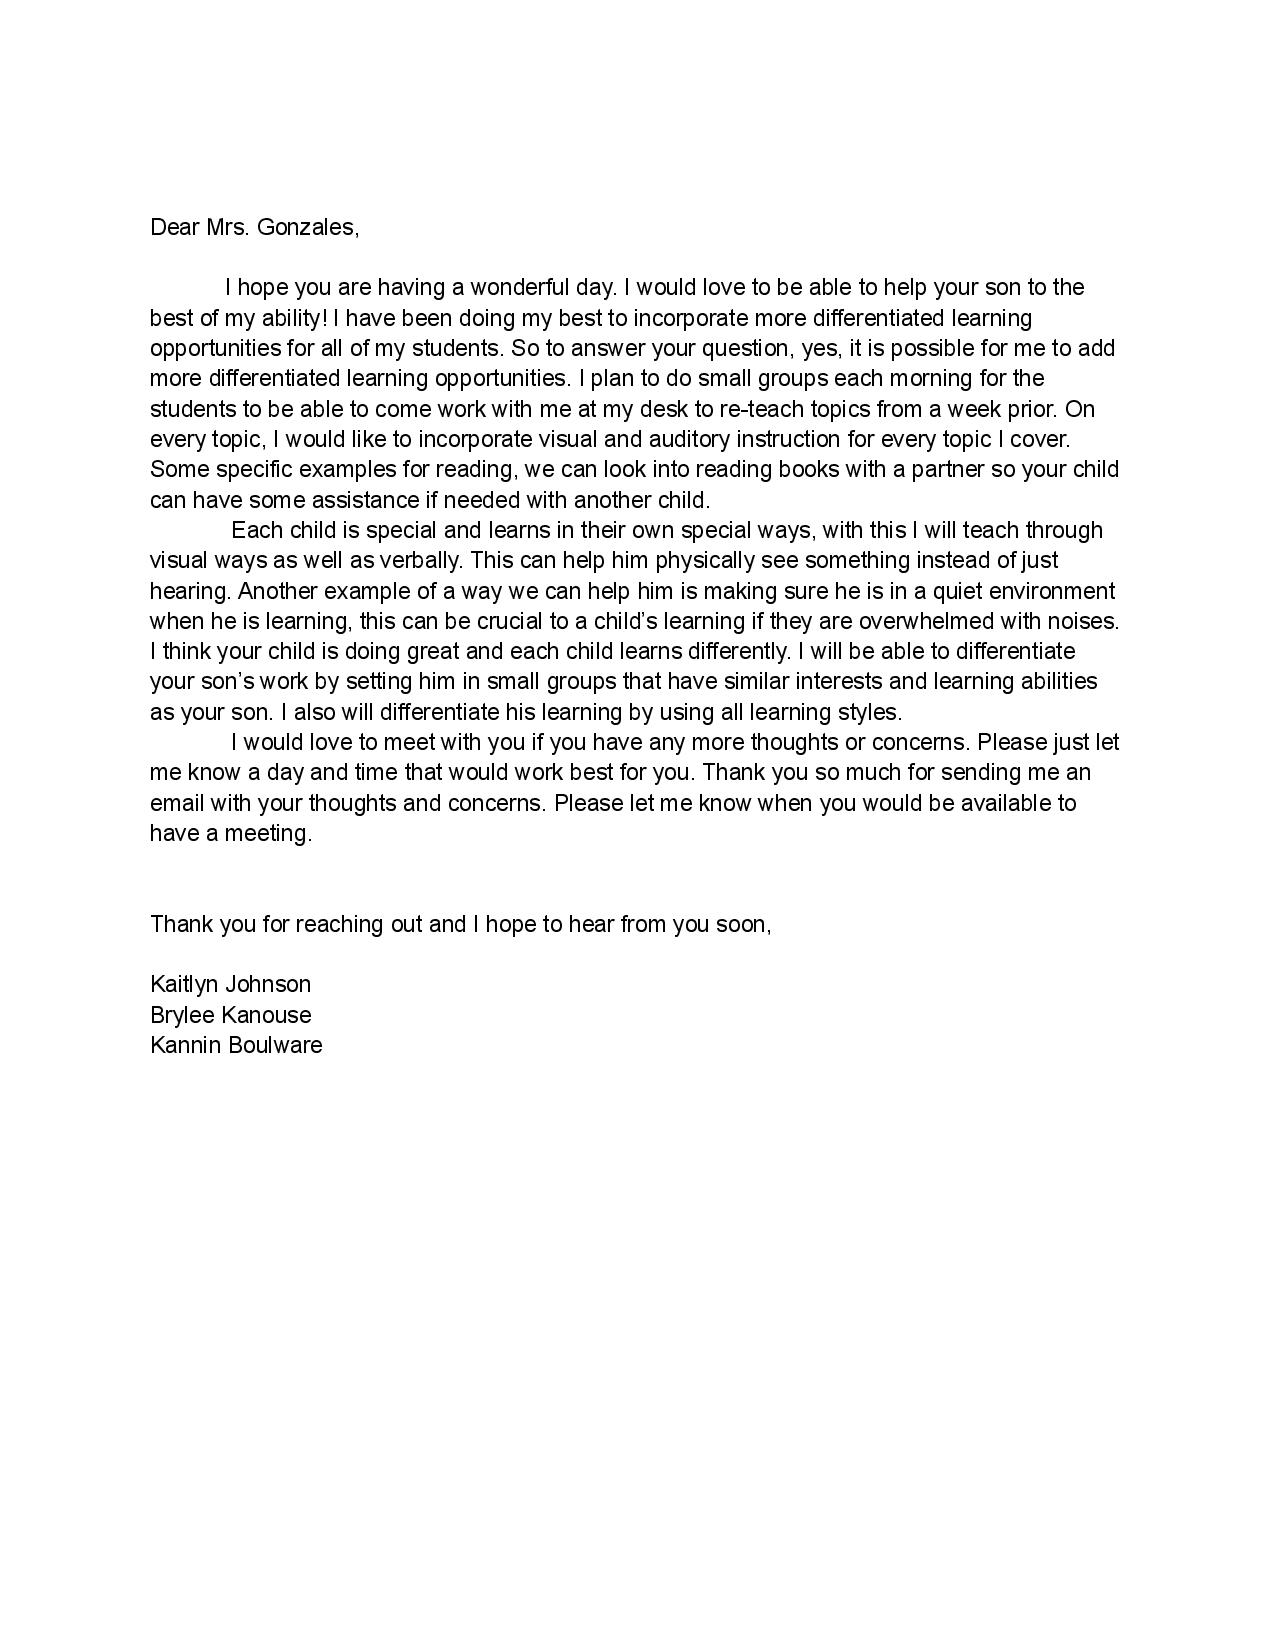 Dear Mrs. Gonzales,
I hope you are having a wonderful day. I would love to be able to help your son to the
best of my ability! I have been doing my best to incorporate more differentiated learning
opportunities for all of my students. So to answer your question, yes, it is possible for me to add
more differentiated learning opportunities. I plan to do small groups each morning for the
students to be able to come work with me at my desk to re-teach topics from a week prior. On
every topic, I would like to incorporate visual and auditory instruction for every topic I cover.
Some specific examples for reading, we can look into reading books with a partner so your child
can have some assistance if needed with another child.
Each child is special and learns in their own special ways, with this I will teach through
visual ways as well as verbally. This can help him physically see something instead of just
hearing. Another example of a way we can help him is making sure he is in a quiet environment
when he is learning, this can be crucial to a child’s learning if they are overwhelmed with noises.
I think your child is doing great and each child learns differently. I will be able to differentiate
your son’s work by setting him in small groups that have similar interests and learning abilities
as your son. I also will differentiate his learning by using all learning styles.
I would love to meet with you if you have any more thoughts or concerns. Please just let
me know a day and time that would work best for you. Thank you so much for sending me an
email with your thoughts and concerns. Please let me know when you would be available to
have a meeting.
Thank you for reaching out and I hope to hear from you soon,
Kaitlyn Johnson
Brylee Kanouse
Kannin Boulware